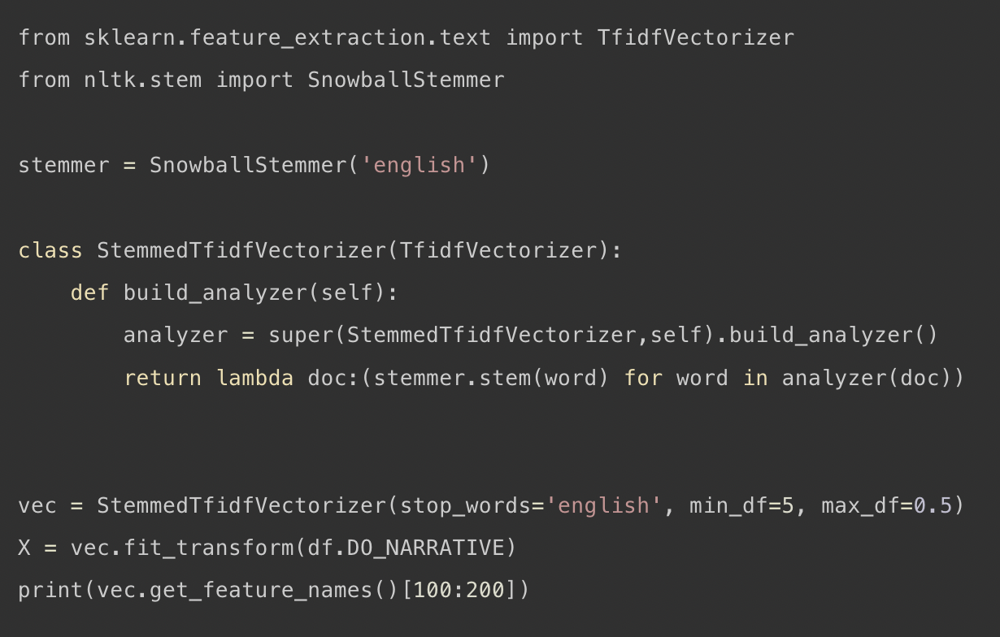 from sklearn.feature_extraction.text import TfidfVectorizer
from nltk.stem import SnowballStemmer
stemmer = SnowballStemmer('english')
class StemmedTfidfVectorizer(TfidfVectorizer):
    def build_analyzer(self):
        analyzer = super(StemmedTfidfVectorizer,self).build_analyzer()
        return lambda doc:(stemmer.stem(word) for word in analyzer(doc))
vec = StemmedTfidfVectorizer(stop_words='english', min_df=5, max_df=0.5)
X = vec.fit_transform(df.DO_NARRATIVE)
print(vec.get_feature_names()[100:200])